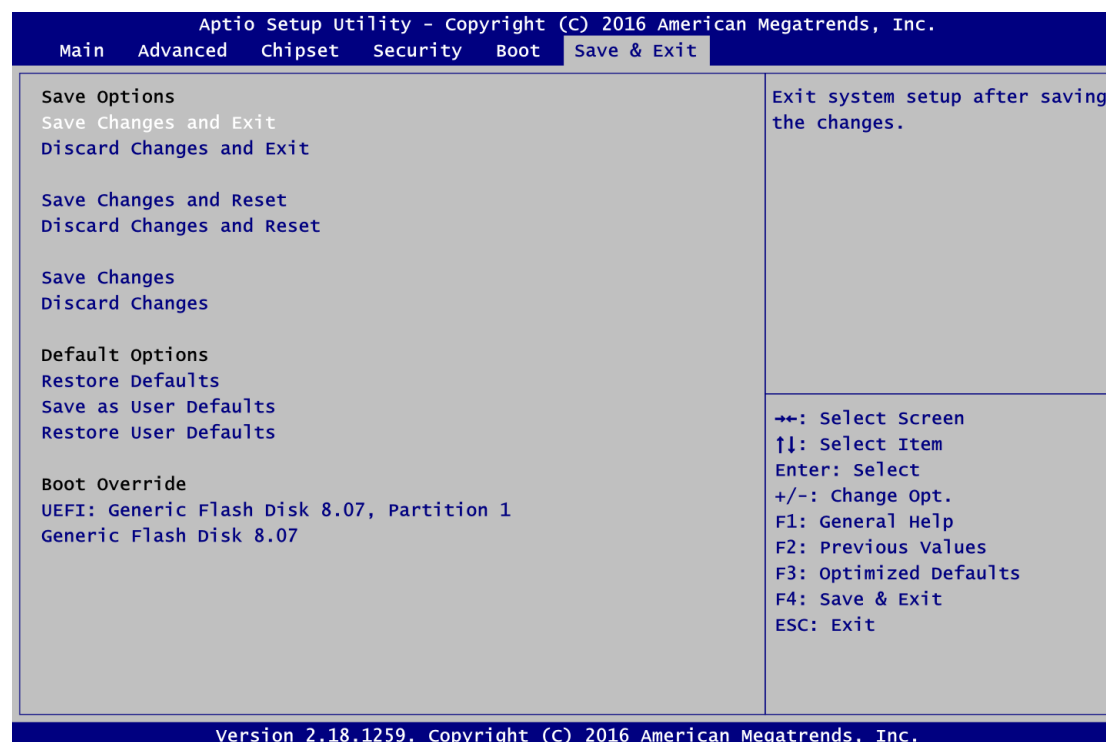 Aptio Setup Utility – Copyright (C) 2016 American Megatrends, Inc.
Main Advanced Chipset Security Boot Save & Exit
Save Options
Save Changes and Exit
Discard Changes and Exit
Save Changes and Reset
Discard Changes and Reset
Save Changes
Discard Changes
Default Options
Restore Defaults
Save as User Defaults
Restore User Defaults
Boot Override
UEFI: Generic Flash Disk 8.07, Partition 1
Generic Flash Disk 8.07
Exit system setup after saving
the changes.
→←: Select Screen
↑↓: Select Item
Enter: Select
+/-: Change Opt.
F1: General Help
F2: Previous Values
F3: Optimized Defaults
F4: Save & Exit
ESC: Exit
Version 2.18.1259. Copyright (C) 2016 American Megatrends, Inc.